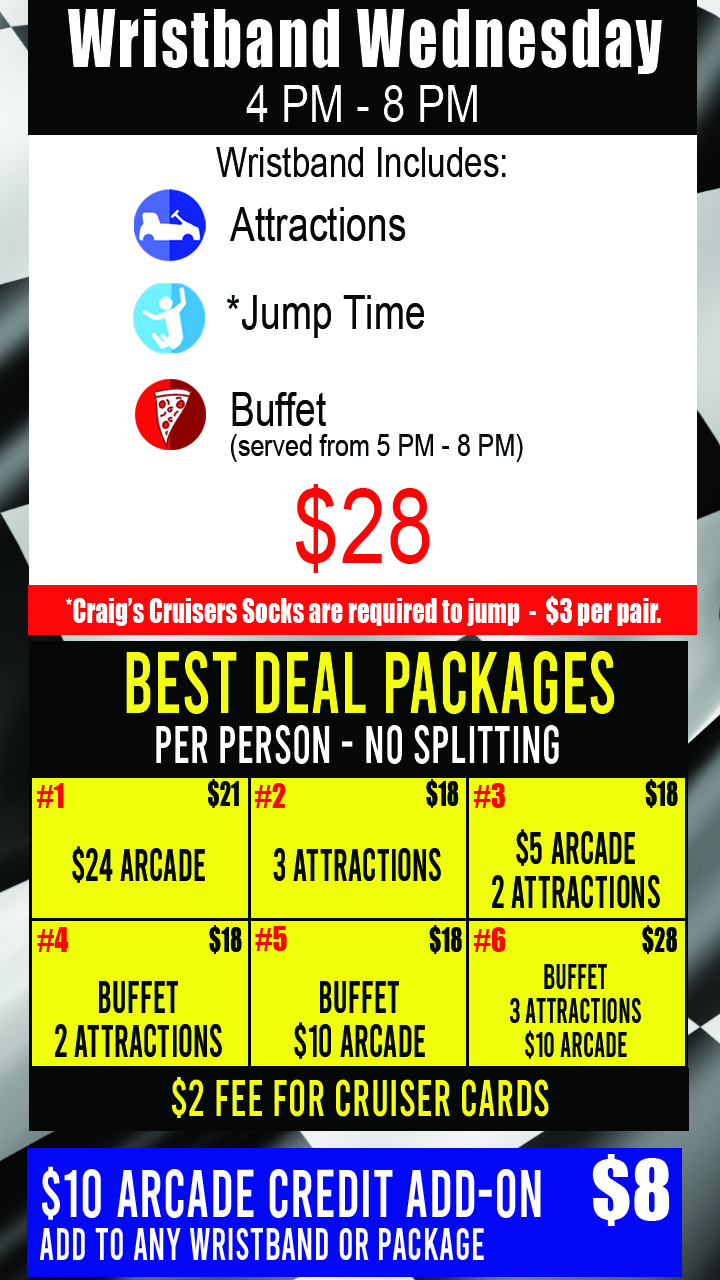 Wristband Wednesday
4 PM - 8 PM
Wristband Includes:
Attractions
*Jump Time
Buffet
(served from 5 PM - 8 PM)
$28
*Craig's Cruisers Socks are required to jump - $3 per pair.
BEST DEAL PACKAGES
PER PERSON - NO SPLITTING
#1 $21
$24 ARCADE
#2 $18
3 ATTRACTIONS
#3 $18
$5 ARCADE
2 ATTRACTIONS
#4 $18
BUFFET
2 ATTRACTIONS
#5 $18
BUFFET
$10 ARCADE
#6 $28
BUFFET
3 ATTRACTIONS
$10 ARCADE
$2 FEE FOR CRUISER CARDS
$10 ARCADE CREDIT ADD-ON $8
ADD TO ANY WRISTBAND OR PACKAGE